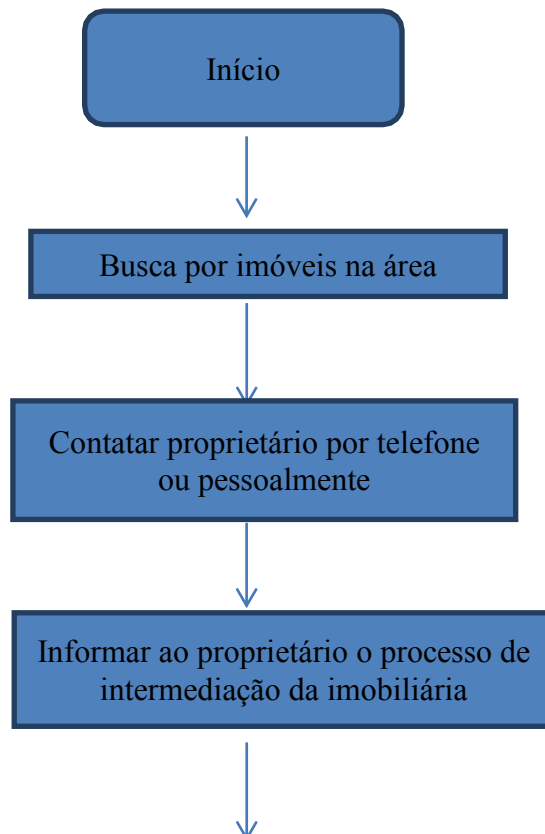 Início
Busca por imóveis na área
Contatar proprietário por telefone
ou pessoalmente
Informar ao proprietário o processo de
intermediação da imobiliária